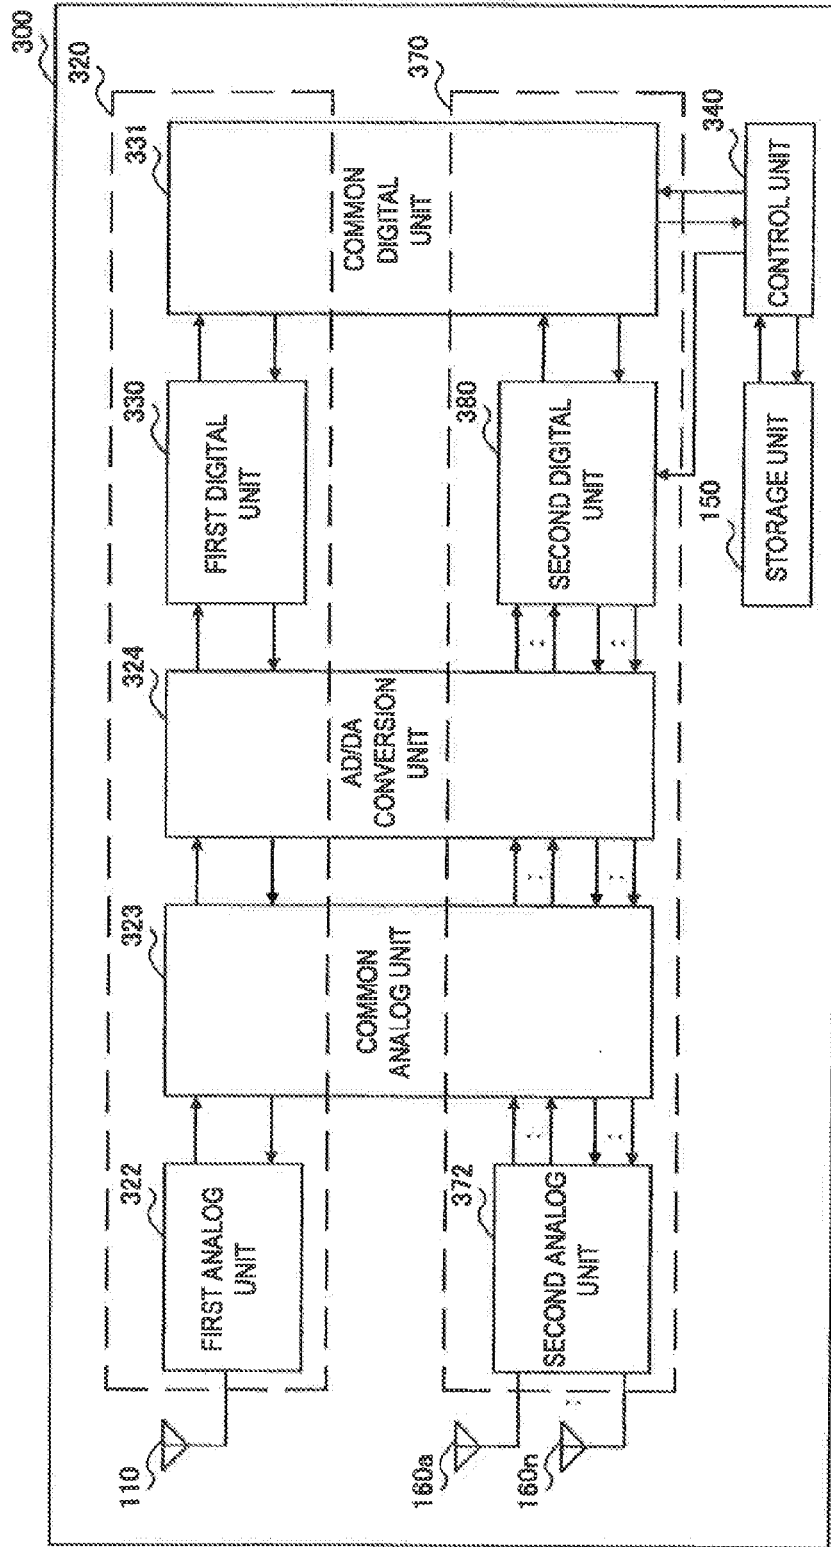 300
320
110
322
FIRST ANALOG
UNIT
323
COMMON
ANALOG UNIT
324
AD/DA
CONVERSION
UNIT
330
FIRST DIGITAL
UNIT
331
COMMON
DIGITAL
UNIT
370
160a
160n
372
SECOND ANALOG
UNIT
380
SECOND DIGITAL
UNIT
150
STORAGE UNIT
340
CONTROL UNIT